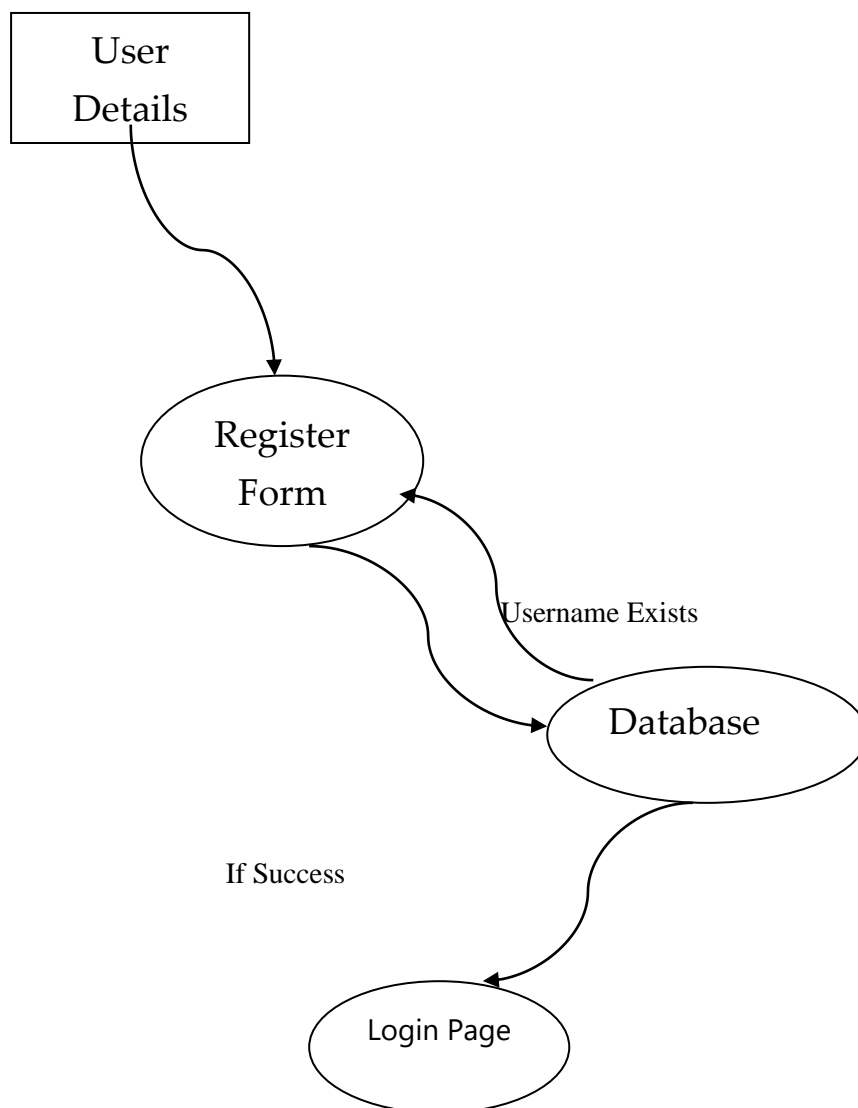 User
Details
Register
Form
Username Exists
Database
If Success
Login Page